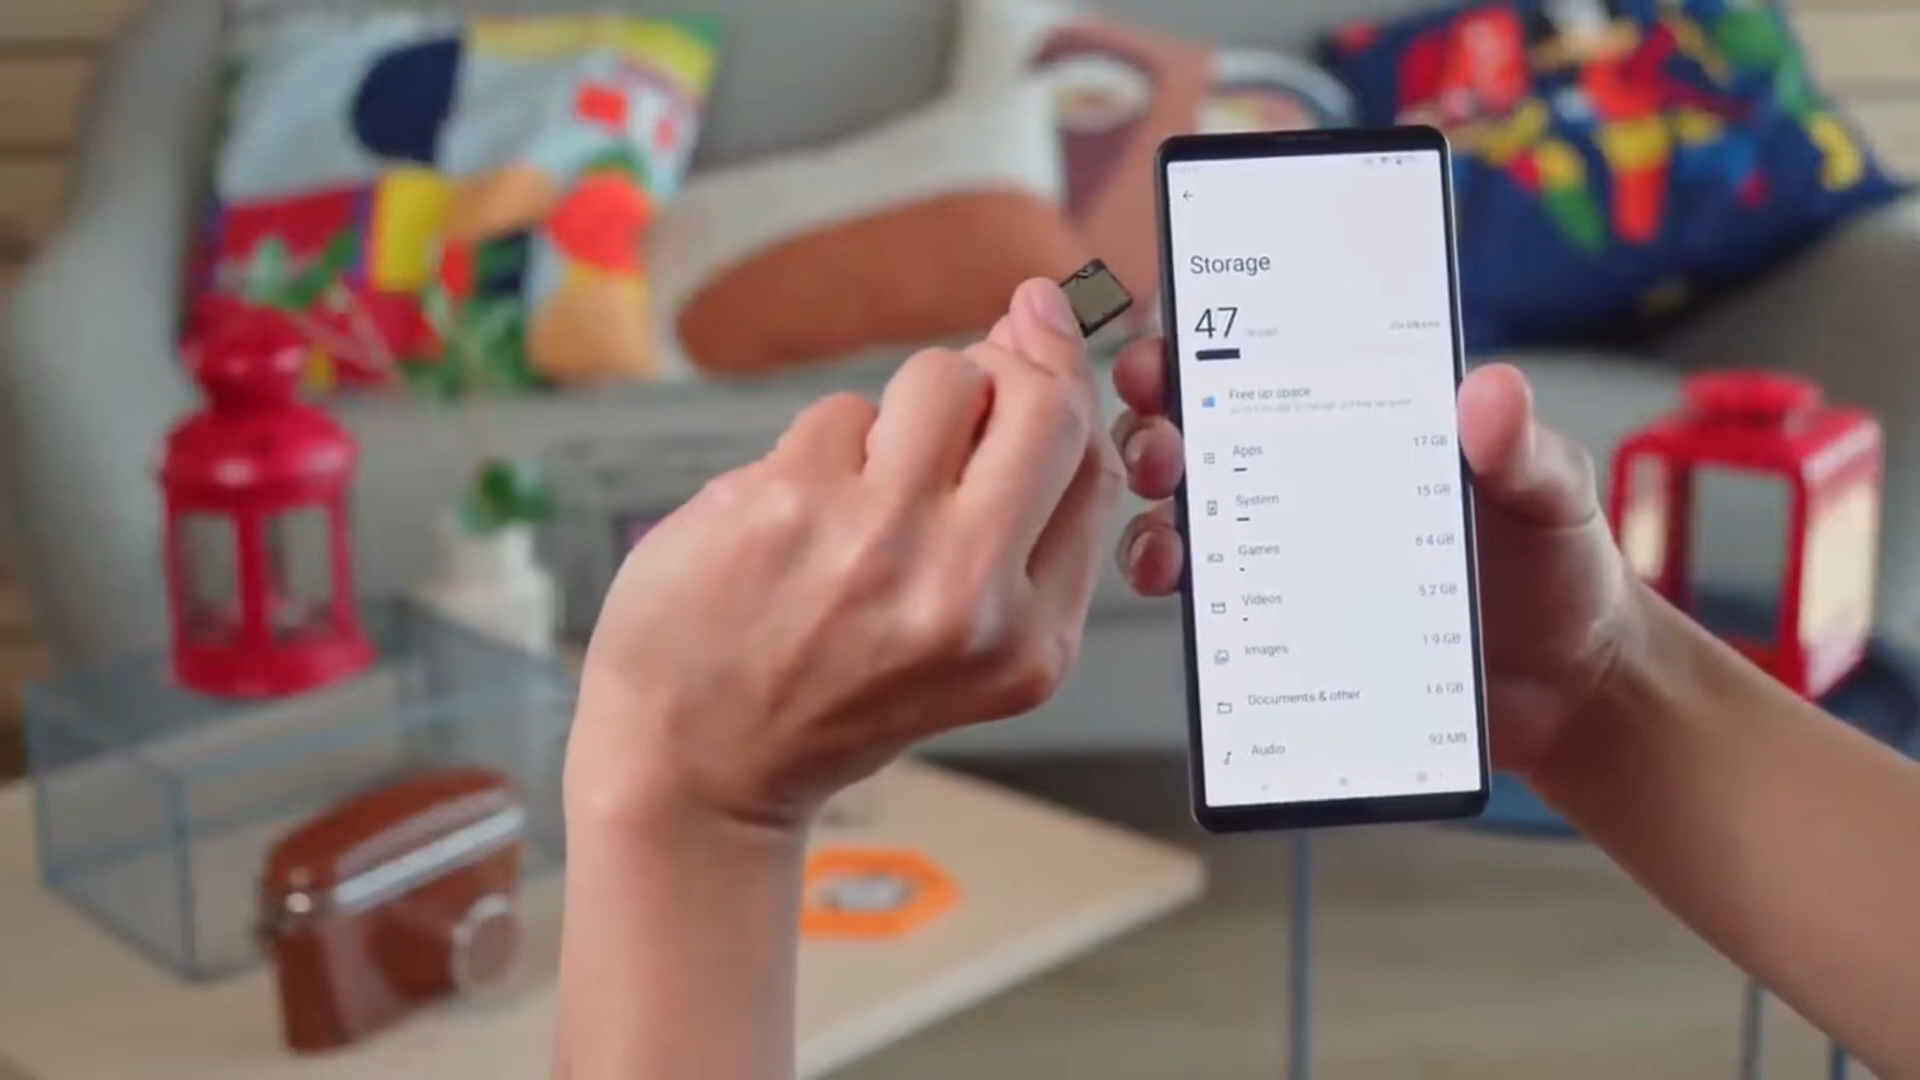 Storage
47
Free up space
Apps
17 GB
System
15 GB
Games
6.4 GB
Videos
5.2 GB
Images
1.9 GB
Documents & other
1.6 GB
Audio
92 MB